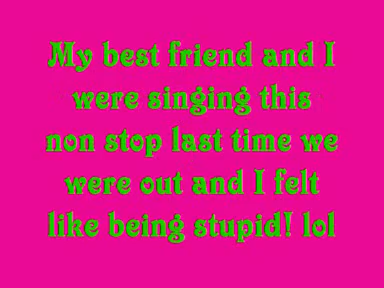 My best friend and I
were singing this
non stop last time we
were out and I felt
like being stupid! lol